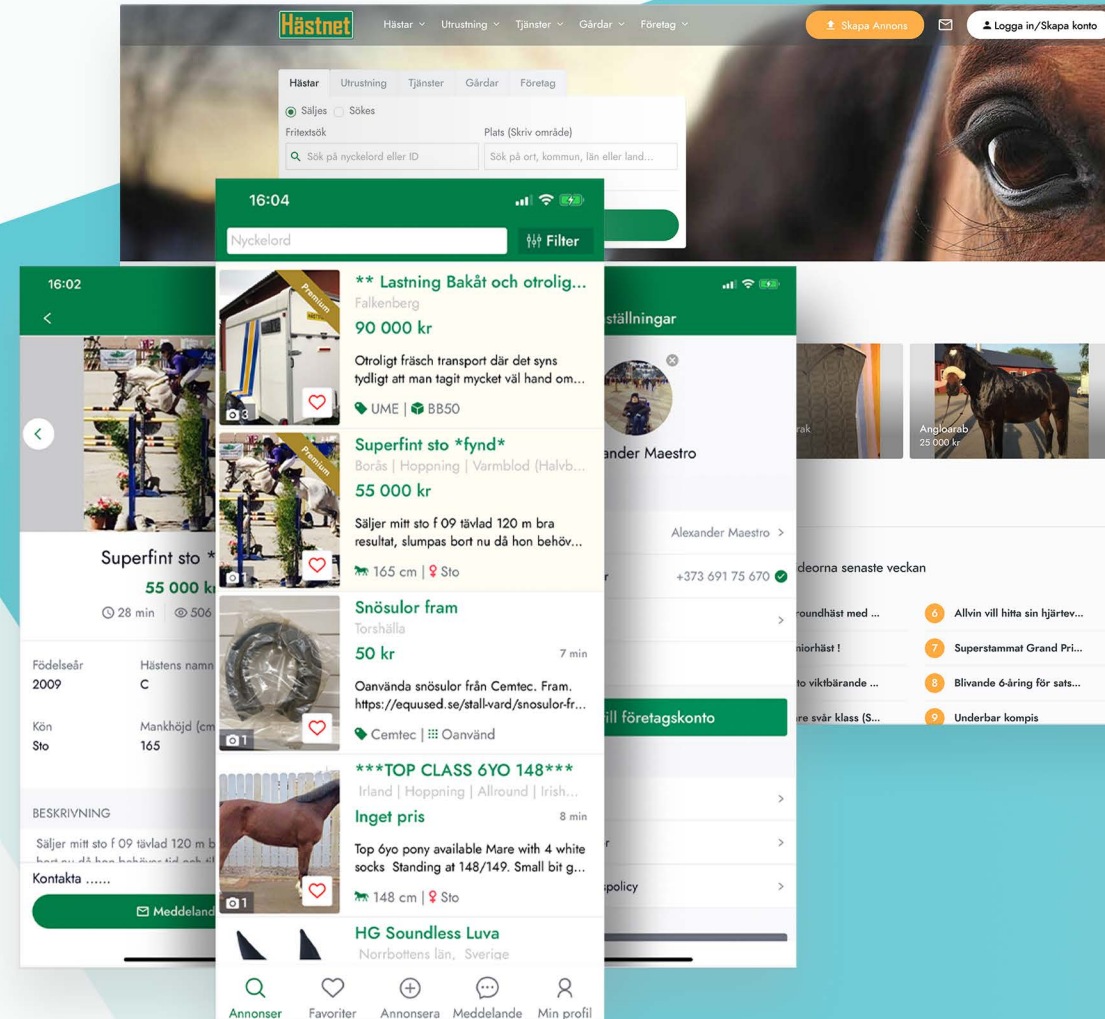 Hästnet
Hästar Utrustning Tjänster Gårdar Företag
Skapa Annons
Logga in/Skapa konto
Hästar Utrustning Tjänster Gårdar Företag
Säljes Sökes
Fritextsök Plats (Skriv område)
Sök på nyckelord eller ID Sök på ort, kommun, län eller land...
16:04
Nyckelord
Filter
Premium
** Lastning Bakåt och otrolig...
Falkenberg
90 000 kr
Otroligt fräsch transport där det syns
tydligt att man tagit mycket väl hand om...
3
UME | BB50
Premium
Superfint sto *fynd*
Borås | Hoppning | Varmblod (Halvb...
55 000 kr
Säljer mitt sto f 09 tävlad 120 m bra
resultat, slumpas bort nu då hon behöv...
1
165 cm | Sto
Snösulor fram
Torshälla
50 kr 7 min
Oanvända snösulor från Cemtec. Fram.
https://equused.se/stall-vard/snosulor-fr...
1
Cemtec | Oanvänd
***TOP CLASS 6YO 148***
Irland | Hoppning | Allround | Irish...
Inget pris 8 min
Top 6yo pony available Mare with 4 white
socks Standing at 148/149. Small bit g...
1
148 cm | Sto
HG Soundless Luva
Norrbottens län, Sverige
Annonser Favoriter Annonsera Meddelande Min profil
16:02
Superfint sto *
55 000 k
28 min 506
Födelseår Hästens namn
2009 C
Kön Mankhöjd (cm
Sto 165
BESKRIVNING
Säljer mitt sto f 09 tävlad 120 m b
Kontakta ......
Meddeland
ställningar
ander Maestro
Alexander Maestro
+373 691 75 670
ill företagskonto
policy
rak
Angloarab
25 000 kr
deorna senaste veckan
roundhäst med ...
niorhäst !
to viktbärande ...
re svår klass (S...
6 Allvin vill hitta sin hjärtev...
7 Superstammat Grand Pri...
8 Blivande 6-åring för sats...
9 Underbar kompis